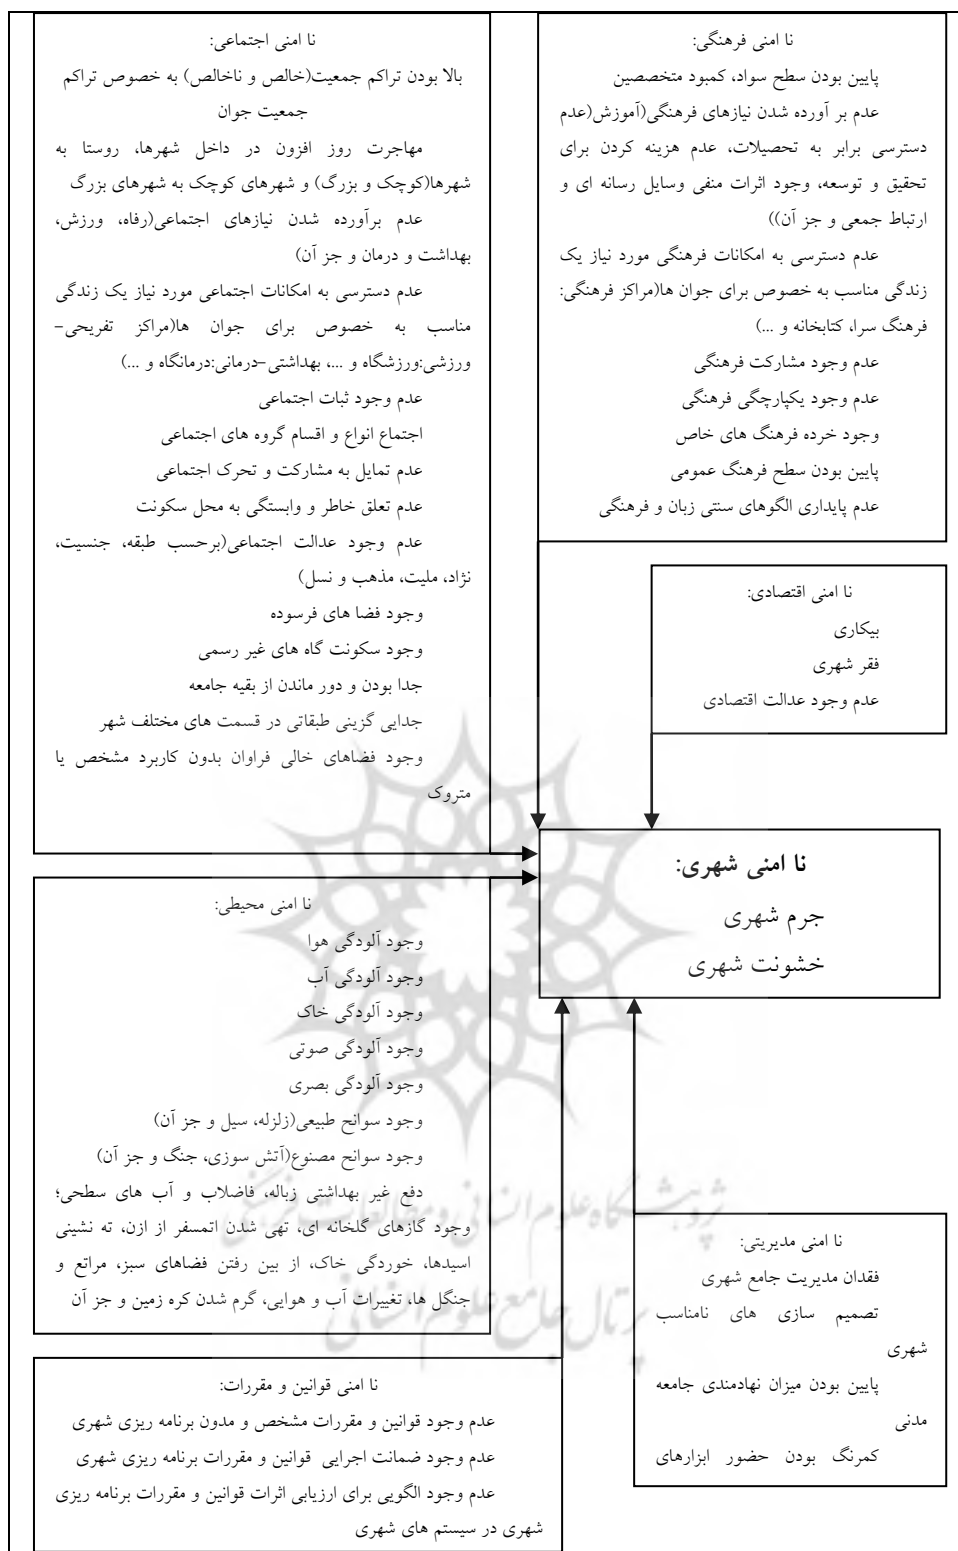 نا امنی فرهنگی:
پایین بودن سطح سواد، کمبود متخصصین
عدم بر آورده شدن نیازهای فرهنگی(آموزش(عدم
دسترسی برابر به تحصیلات، عدم هزینه کردن برای
تحقیق و توسعه، وجود اثرات منفی وسایل رسانه ای و
ارتباط جمعی و جز آن))
عدم دسترسی به امکانات فرهنگی مورد نیاز یک
زندگی مناسب به خصوص برای جوان ها(مراکز فرهنگی:
فرهنگ سرا، کتابخانه و ...)
عدم وجود مشارکت فرهنگی
عدم وجود یکپارچگی فرهنگی
وجود خرده فرهنگ های خاص
پایین بودن سطح فرهنگ عمومی
عدم پایداری الگوهای سنتی زبان و فرهنگی
نا امنی اجتماعی:
بالا بودن تراکم جمعیت(خالص و ناخالص) به خصوص تراکم
جمعیت جوان
مهاجرت روز افزون در داخل شهرها، روستا به
شهرها(کوچک و بزرگ) و شهرهای کوچک به شهرهای بزرگ
عدم برآورده شدن نیازهای اجتماعی(رفاه، ورزش،
بهداشت و درمان و جز آن)
عدم دسترسی به امکانات اجتماعی مورد نیاز یک زندگی
مناسب به خصوص برای جوان ها(مراکز تفریحی-
ورزشی:ورزشگاه و ...، بهداشتی-درمانی:درمانگاه و ...)
عدم وجود ثبات اجتماعی
اجتماع انواع و اقسام گروه های اجتماعی
عدم تمایل به مشارکت و تحرک اجتماعی
عدم تعلق خاطر و وابستگی به محل سکونت
عدم وجود عدالت اجتماعی(برحسب طبقه، جنسیت،
نژاد، ملیت، مذهب و نسل)
وجود فضا های فرسوده
وجود سکونت گاه های غیر رسمی
جدا بودن و دور ماندن از بقیه جامعه
جدایی گزینی طبقاتی در قسمت های مختلف شهر
وجود فضاهای خالی فراوان بدون کاربرد مشخص یا
متروک
نا امنی اقتصادی:
بیکاری
فقر شهری
عدم وجود عدالت اقتصادی
نا امنی شهری:
جرم شهری
خشونت شهری
نا امنی محیطی:
وجود آلودگی هوا
وجود آلودگی آب
وجود آلودگی خاک
وجود آلودگی صوتی
وجود آلودگی بصری
وجود سوانح طبیعی(زلزله، سیل و جز آن)
وجود سوانح مصنوع(آتش سوزی، جنگ و جز آن)
دفع غیر بهداشتی زباله، فاضلاب و آب های سطحی؛
وجود گازهای گلخانه ای، تهی شدن اتمسفر از ازن، ته نشینی
اسیدها، خوردگی خاک، از بین رفتن فضاهای سبز، مراتع و
جنگل ها، تغییرات آب و هوایی، گرم شدن کره زمین و جز آن
پژوهشگاه علوم انسانی و مطالعات فرهنگی
پرتال جامع علوم انسانی
نا امنی مدیریتی:
فقدان مدیریت جامع شهری
تصمیم سازی های نامناسب
شهری
پایین بودن میزان نهادمندی جامعه
مدنی
کمرنگ بودن حضور ابزارهای
نا امنی قوانین و مقررات:
عدم وجود قوانین و مقررات مشخص و مدون برنامه ریزی شهری
عدم وجود ضمانت اجرایی قوانین و مقررات برنامه ریزی شهری
عدم وجود الگویی برای ارزیابی اثرات قوانین و مقررات برنامه ریزی
شهری در سیستم های شهری